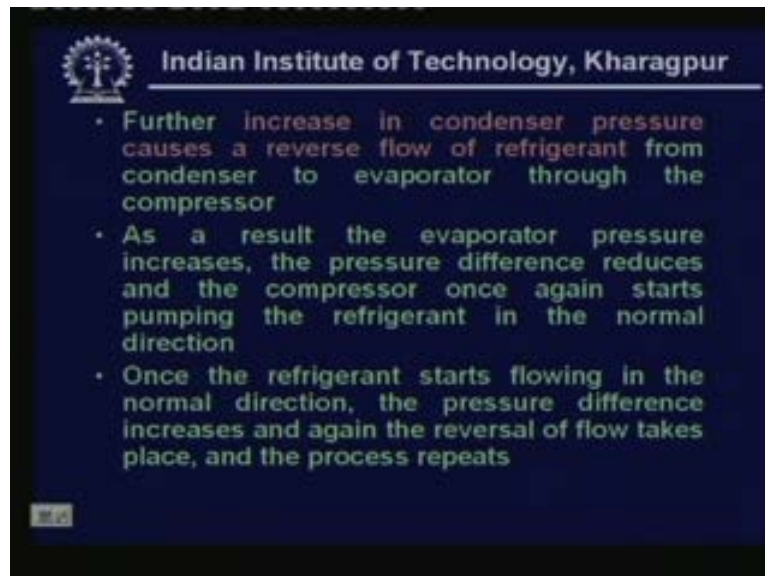 Indian Institute of Technology, Kharagpur
• Further increase in condenser pressure
causes a reverse flow of refrigerant from
condenser to evaporator through the
compressor
• As a result the evaporator pressure
increases, the pressure difference reduces
and the compressor once again starts
pumping the refrigerant in the normal
direction
• Once the refrigerant starts flowing in the
normal direction, the pressure difference
increases and again the reversal of flow takes
place, and the process repeats